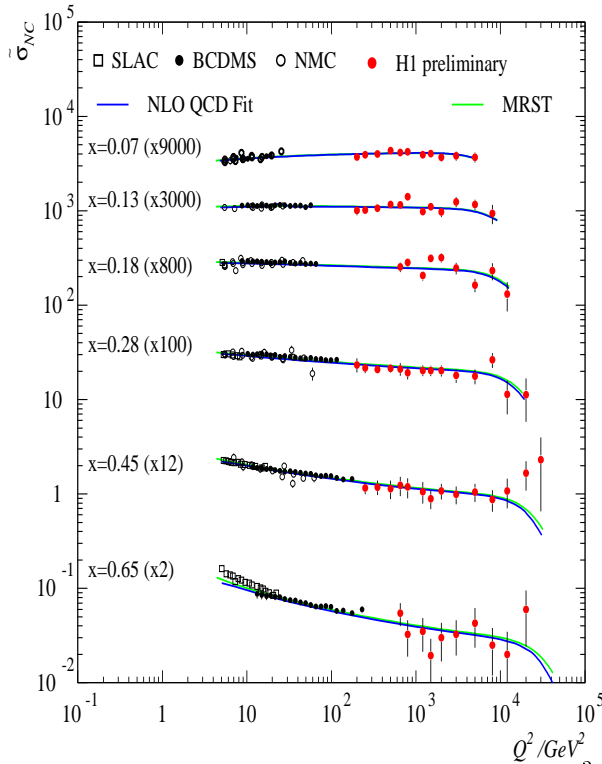 σ̃_NC
10^5
□ SLAC ● BCDMS ○ NMC ● H1 preliminary
NLO QCD Fit MRST
10^4
x=0.07 (x9000)
10^3
x=0.13 (x3000)
x=0.18 (x800)
10^2
x=0.28 (x100)
10
x=0.45 (x12)
1
x=0.65 (x2)
10^-1
10^-2
10^-1 1 10 10^2 10^3 10^4 10^5
Q^2/GeV^2